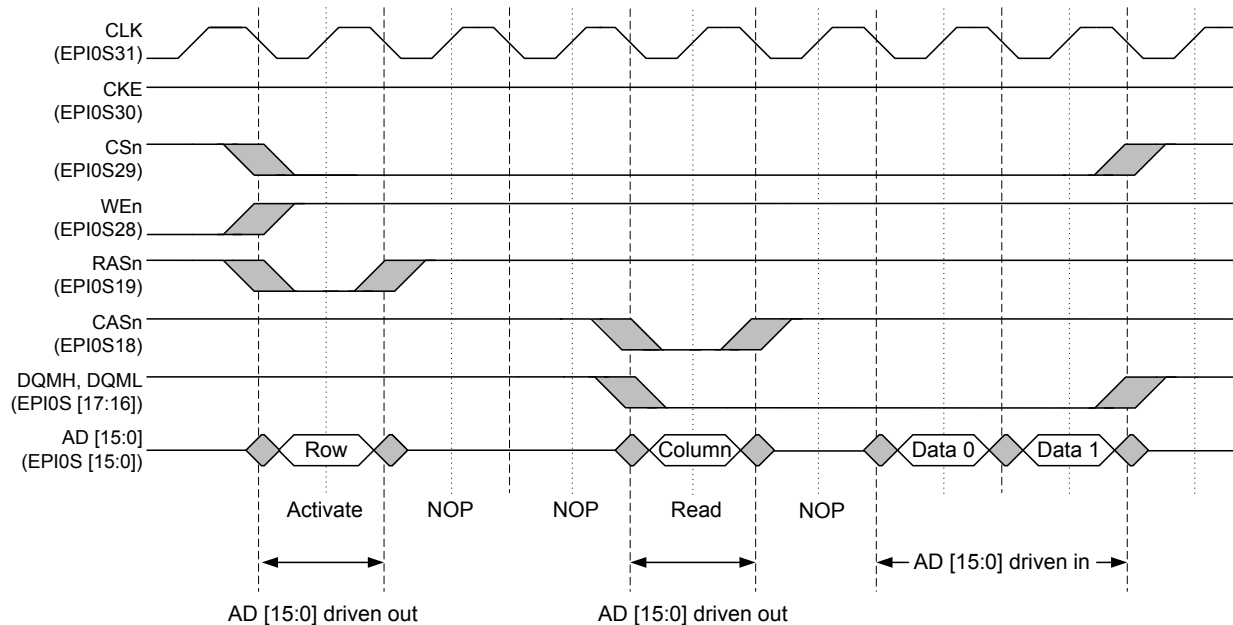 CLK
(EPI0S31)
CKE
(EPI0S30)
CSn
(EPI0S29)
WEn
(EPI0S28)
RASn
(EPI0S19)
CASn
(EPI0S18)
DQMH, DQML
(EPI0S [17:16])
AD [15:0]
(EPI0S [15:0])
Row
Column
Data 0
Data 1
Activate
NOP
NOP
Read
NOP
AD [15:0] driven in
AD [15:0] driven out
AD [15:0] driven out